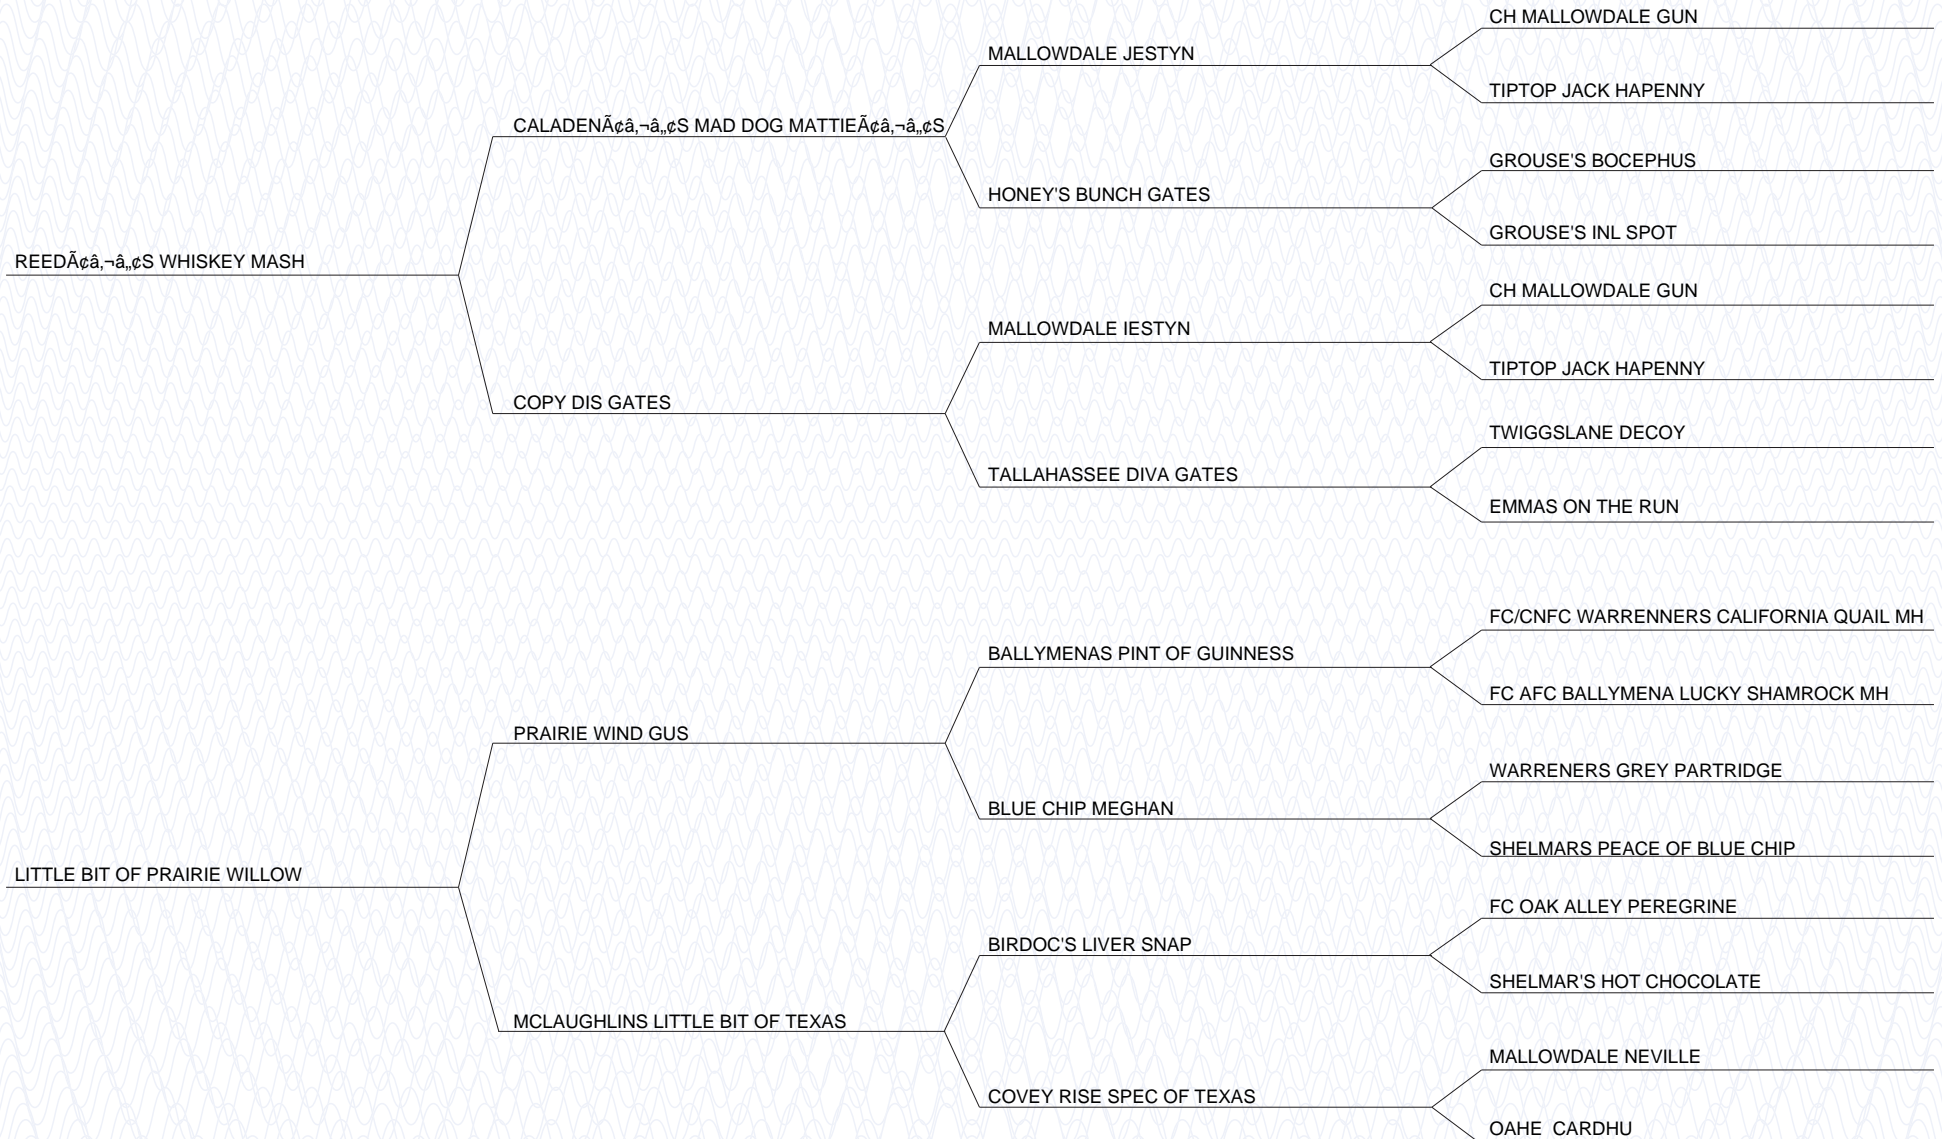 CH MALLOWDALE GUN
MALLOWDALE JESTYN
TIPTOP JACK HAPENNY
CALADENÃ¢â‚¬â„¢S MAD DOG MATTIEÃ¢â‚¬â„¢S
GROUSE'S BOCEPHUS
HONEY'S BUNCH GATES
GROUSE'S INL SPOT
REEDÃ¢â‚¬â„¢S WHISKEY MASH
CH MALLOWDALE GUN
MALLOWDALE IESTYN
TIPTOP JACK HAPENNY
COPY DIS GATES
TWIGGSLANE DECOY
TALLAHASSEE DIVA GATES
EMMAS ON THE RUN
FC/CNFC WARRENNERS CALIFORNIA QUAIL MH
BALLYMENAS PINT OF GUINNESS
FC AFC BALLYMENA LUCKY SHAMROCK MH
PRAIRIE WIND GUS
WARRENERS GREY PARTRIDGE
BLUE CHIP MEGHAN
SHELMARS PEACE OF BLUE CHIP
LITTLE BIT OF PRAIRIE WILLOW
FC OAK ALLEY PEREGRINE
BIRDOC'S LIVER SNAP
SHELMAR'S HOT CHOCOLATE
MCLAUGHLINS LITTLE BIT OF TEXAS
MALLOWDALE NEVILLE
COVEY RISE SPEC OF TEXAS
OAHE  CARDHU